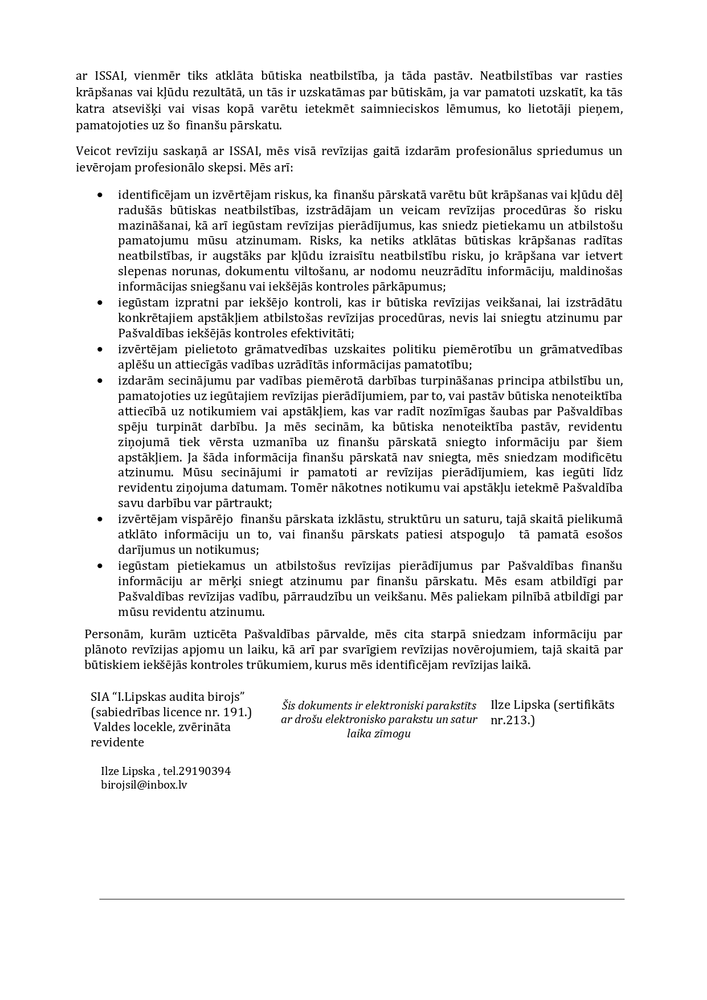 ar ISSAI, vienmēr tiks atklāta būtiska neatbilstība, ja tāda pastāv. Neatbilstības var rasties
krāpšanas vai kļūdu rezultātā, un tās ir uzskatāmas par būtiskām, ja var pamatoti uzskatīt, ka tās
katra atsevišķi vai visas kopā varētu ietekmēt saimnieciskos lēmumus, ko lietotāji pieņem,
pamatojoties uz šo finanšu pārskatu.
Veicot revīziju saskaņā ar ISSAI, mēs visā revīzijas gaitā izdarām profesionālus spriedumus un
ievērojam profesionālo skepsi. Mēs arī:
• identificējam un izvērtējam riskus, ka finanšu pārskatā varētu būt krāpšanas vai kļūdu dēļ
radušās būtiskas neatbilstības, izstrādājam un veicam revīzijas procedūras šo risku
mazināšanai, kā arī iegūstam revīzijas pierādījumus, kas sniedz pietiekamu un atbilstošu
pamatojumu mūsu atzinumam. Risks, ka netiks atklātas būtiskas krāpšanas radītas
neatbilstības, ir augstāks par kļūdu izraisītu neatbilstību risku, jo krāpšana var ietvert
slepenas norunas, dokumentu viltošanu, ar nodomu neuzrādītu informāciju, maldinošas
informācijas sniegšanu vai iekšējās kontroles pārkāpumus;
• iegūstam izpratni par iekšējo kontroli, kas ir būtiska revīzijas veikšanai, lai izstrādātu
konkrētajiem apstākļiem atbilstošas revīzijas procedūras, nevis lai sniegtu atzinumu par
Pašvaldības iekšējās kontroles efektivitāti;
• izvērtējam pielietoto grāmatvedības uzskaites politiku piemērotību un grāmatvedības
aplēšu un attiecīgās vadības uzrādītās informācijas pamatotību;
• izdarām secinājumu par vadības piemērotā darbības turpināšanas principa atbilstību un,
pamatojoties uz iegūtajiem revīzijas pierādījumiem, par to, vai pastāv būtiska nenoteiktība
attiecībā uz notikumiem vai apstākļiem, kas var radīt nozīmīgas šaubas par Pašvaldības
spēju turpināt darbību. Ja mēs secinām, ka būtiska nenoteiktība pastāv, revidentu
ziņojumā tiek vērsta uzmanība uz finanšu pārskatā sniegto informāciju par šiem
apstākļiem. Ja šāda informācija finanšu pārskatā nav sniegta, mēs sniedzam modificētu
atzinumu. Mūsu secinājumi ir pamatoti ar revīzijas pierādījumiem, kas iegūti līdz
revidentu ziņojuma datumam. Tomēr nākotnes notikumu vai apstākļu ietekmē Pašvaldība
savu darbību var pārtraukt;
• izvērtējam vispārējo finanšu pārskata izklāstu, struktūru un saturu, tajā skaitā pielikumā
atklāto informāciju un to, vai finanšu pārskats patiesi atspoguļo tā pamatā esošos
darījumus un notikumus;
• iegūstam pietiekamus un atbilstošus revīzijas pierādījumus par Pašvaldības finanšu
informāciju ar mērķi sniegt atzinumu par finanšu pārskatu. Mēs esam atbildīgi par
Pašvaldības revīzijas vadību, pārraudzību un veikšanu. Mēs paliekam pilnībā atbildīgi par
mūsu revidentu atzinumu.
Personām, kurām uzticēta Pašvaldības pārvalde, mēs cita starpā sniedzam informāciju par
plānoto revīzijas apjomu un laiku, kā arī par svarīgiem revīzijas novērojumiem, tajā skaitā par
būtiskiem iekšējās kontroles trūkumiem, kurus mēs identificējam revīzijas laikā.
SIA “I.Lipskas audita birojs”
(sabiedrības licence nr. 191.)
Valdes locekle, zvērināta
revidente
Šis dokuments ir elektroniski parakstīts
ar drošu elektronisko parakstu un satur
laika zīmogu
Ilze Lipska (sertifikāts
nr.213.)
Ilze Lipska , tel.29190394
birojsil@inbox.lv